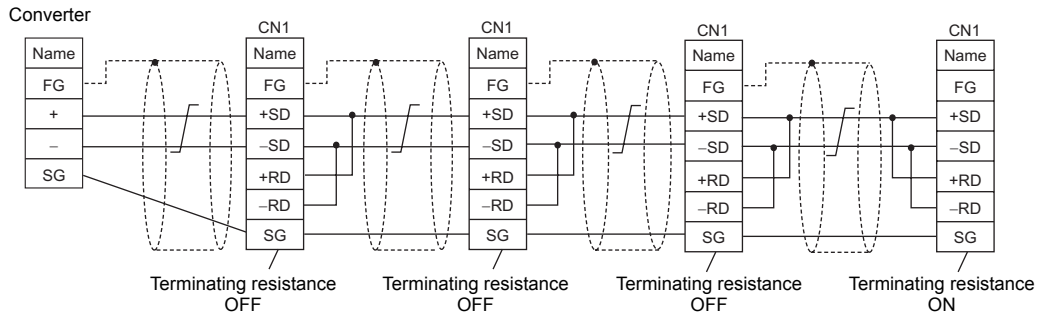 Converter
Name
FG
+
–
SG
CN1
Name
FG
+SD
–SD
+RD
–RD
SG
Terminating resistance
OFF
CN1
Name
FG
+SD
–SD
+RD
–RD
SG
Terminating resistance
OFF
CN1
Name
FG
+SD
–SD
+RD
–RD
SG
Terminating resistance
OFF
CN1
Name
FG
+SD
–SD
+RD
–RD
SG
Terminating resistance
ON